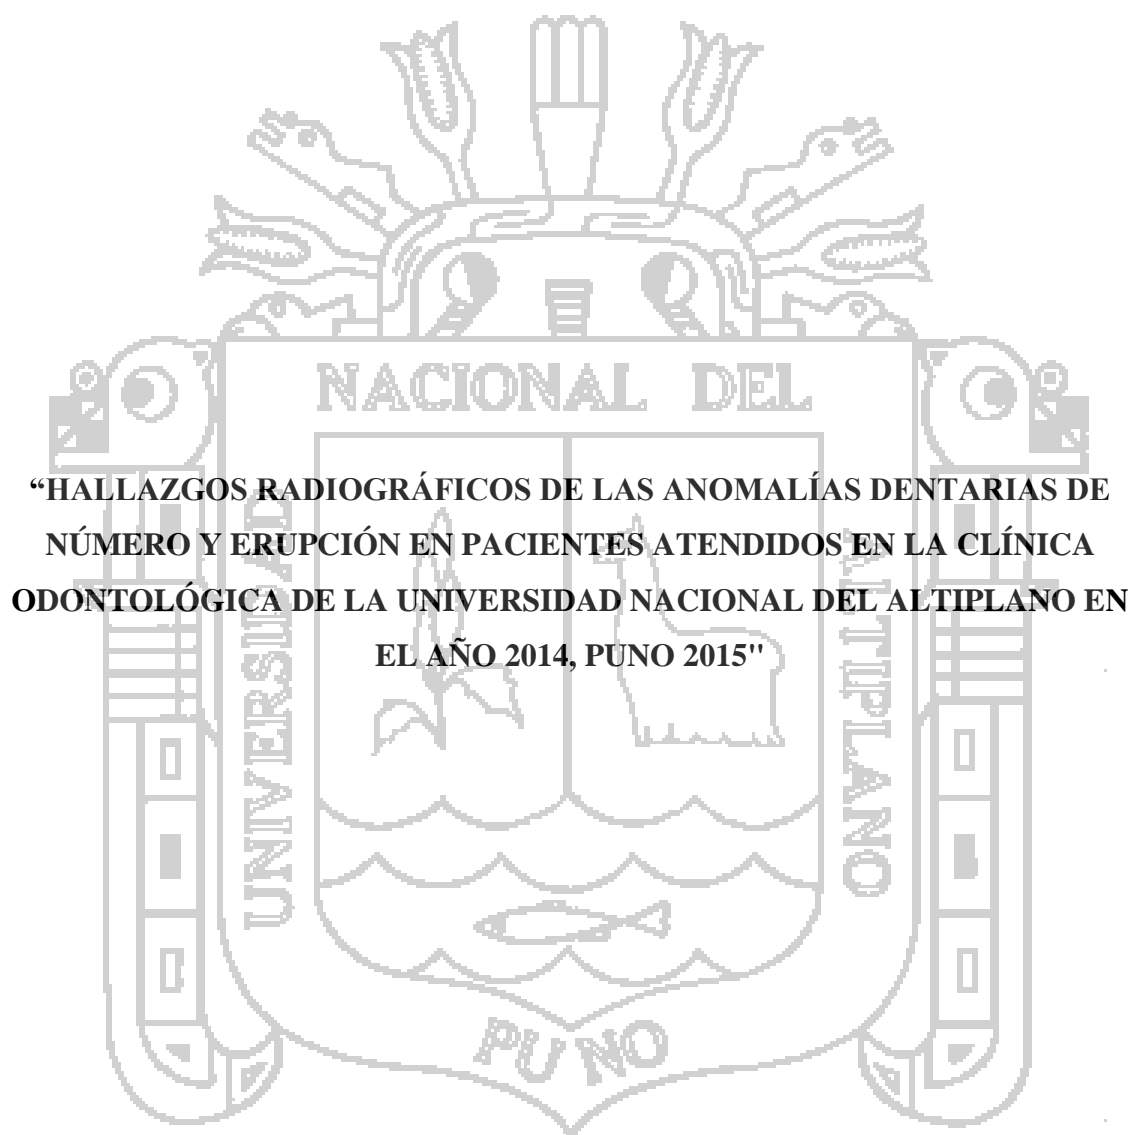 NACIONAL DEL
“HALLAZGOS RADIOGRÁFICOS DE LAS ANOMALÍAS DENTARIAS DE
NÚMERO Y ERUPCIÓN EN PACIENTES ATENDIDOS EN LA CLÍNICA
ODONTOLÓGICA DE LA UNIVERSIDAD NACIONAL DEL ALTIPLANO EN
EL AÑO 2014, PUNO 2015"
UNIVERSIDAD
ALTIPLANO
PUNO